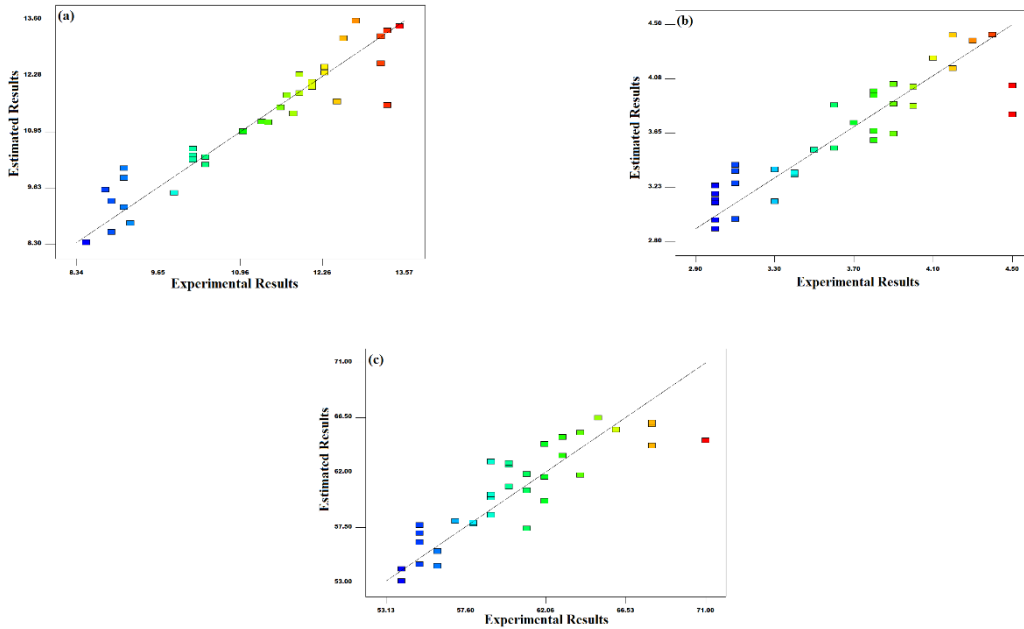 (a)
13.60
12.28
10.95
9.63
8.30
Estimated Results
8.34 9.65 10.96 12.26 13.57
Experimental Results
(b)
4.50
4.08
3.65
3.23
2.80
Estimated Results
2.90 3.30 3.70 4.10 4.50
Experimental Results
(c)
71.00
66.50
62.00
57.50
53.00
Estimated Results
53.13 57.60 62.06 66.53 71.00
Experimental Results